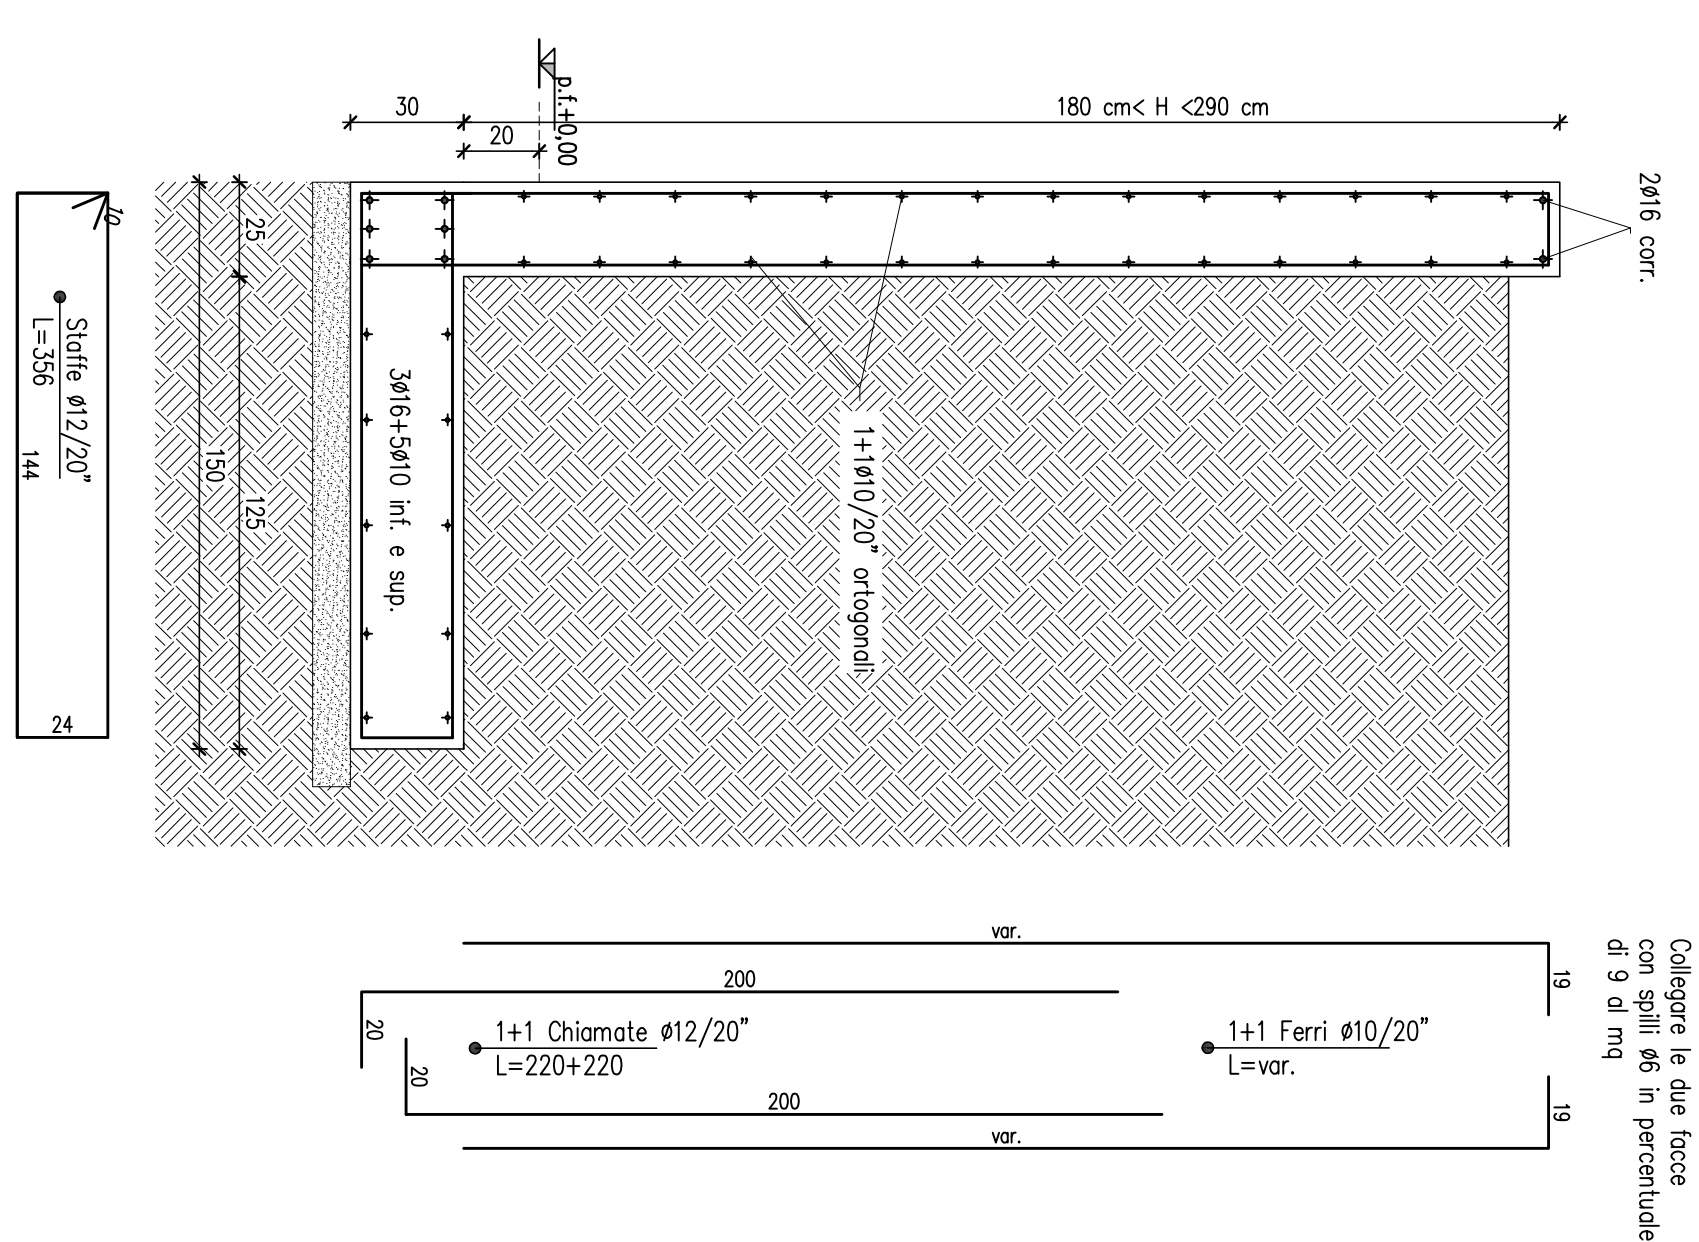 2ø16 corr.
180 cm< H <290 cm
30
20
p.f.+0,00
1+1ø10/20” ortogonali
3ø16+5ø10 inf. e sup.
25
125
150
10
Staffe ø12/20”
L=356
144
24
Collegare le due facce
con spilli ø6 in percentuale
di 9 al mq
var.
19
200
20
1+1 Chiamate ø12/20”
L=220+220
1+1 Ferri ø10/20”
L=var.
20
200
19
var.